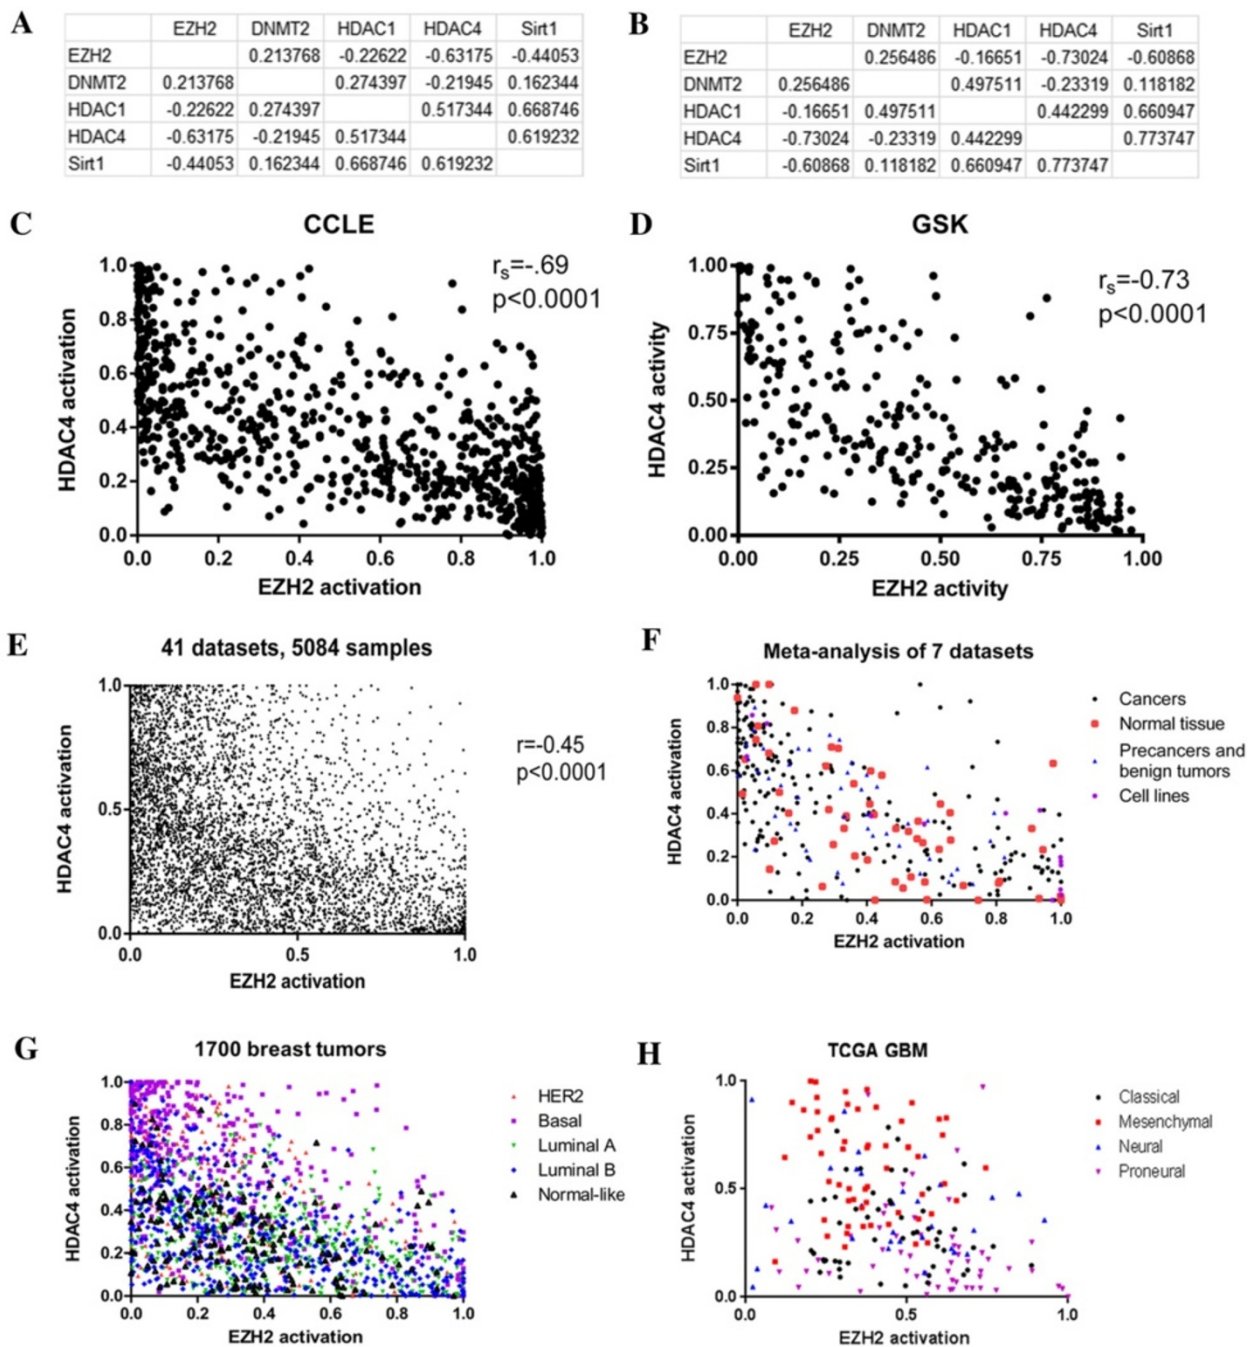 A
EZH2 DNMT2 HDAC1 HDAC4 Sirt1
EZH2 0.213768 -0.22622 -0.63175 -0.44053
DNMT2 0.213768 0.274397 -0.21945 0.162344
HDAC1 -0.22622 0.274397 0.517344 0.668746
HDAC4 -0.63175 -0.21945 0.517344 0.619232
Sirt1 -0.44053 0.162344 0.668746 0.619232
B
EZH2 DNMT2 HDAC1 HDAC4 Sirt1
EZH2 0.256486 -0.16651 -0.73024 -0.60868
DNMT2 0.256486 0.497511 -0.23319 0.118182
HDAC1 -0.16651 0.497511 0.442299 0.660947
HDAC4 -0.73024 -0.23319 0.442299 0.773747
Sirt1 -0.60868 0.118182 0.660947 0.773747
C
CCLE
rs=-.69
p<0.0001
HDAC4 activation
1.0
0.8
0.6
0.4
0.2
0.0
0.0 0.2 0.4 0.6 0.8 1.0
EZH2 activation
D
GSK
rs=-0.73
p<0.0001
HDAC4 activity
1.00
0.75
0.50
0.25
0.00
0.00 0.25 0.50 0.75 1.00
EZH2 activity
E
41 datasets, 5084 samples
r=-0.45
p<0.0001
HDAC4 activation
1.0
0.5
0.0
0.0 0.5 1.0
EZH2 activation
F
Meta-analysis of 7 datasets
HDAC4 activation
1.0
0.8
0.6
0.4
0.2
0.0
0.0 0.2 0.4 0.6 0.8 1.0
EZH2 activation
Cancers
Normal tissue
Precancers and
benign tumors
Cell lines
G
1700 breast tumors
HDAC4 activation
1.0
0.8
0.6
0.4
0.2
0.0
0.0 0.2 0.4 0.6 0.8 1.0
EZH2 activation
HER2
Basal
Luminal A
Luminal B
Normal-like
H
TCGA GBM
HDAC4 activation
1.0
0.5
0.0
0.0 0.5 1.0
EZH2 activation
Classical
Mesenchymal
Neural
Proneural